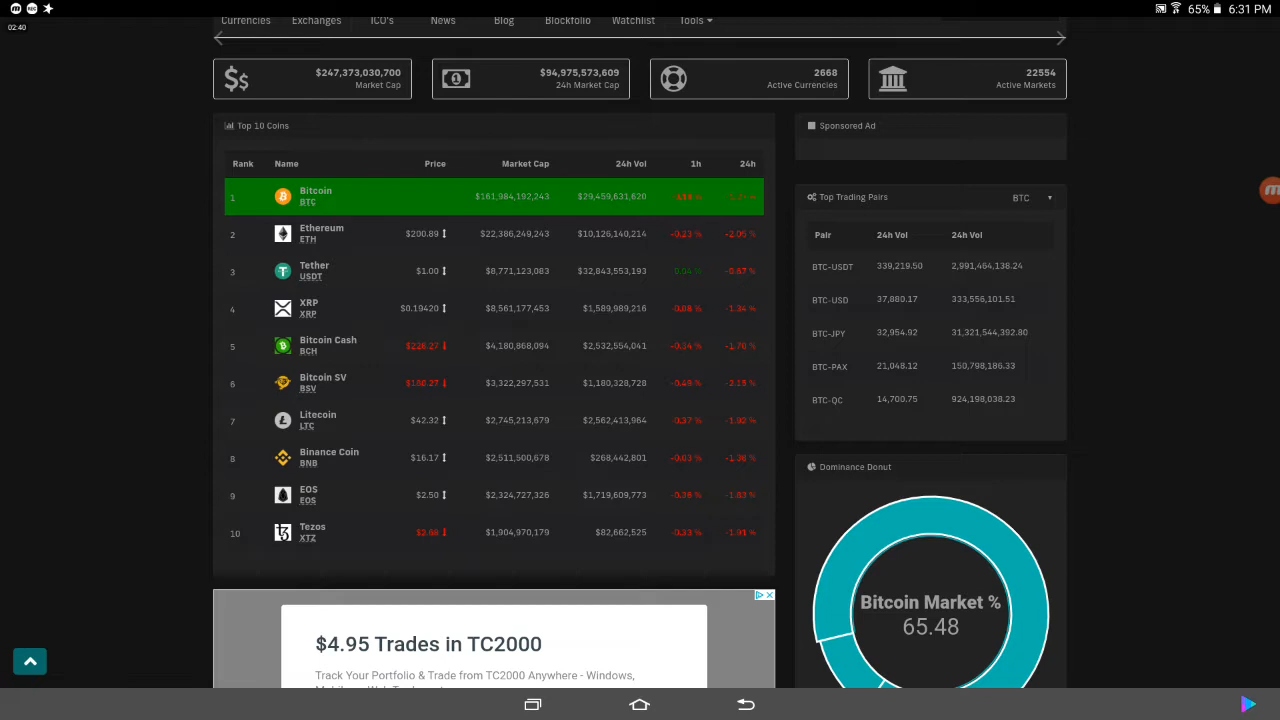 65% 6:31 PM
02:40
Currencies Exchanges ICO's News Blog Blockfolio Watchlist Tools
$247,373,030,700
Market Cap
$94,975,573,609
24h Market Cap
2668
Active Currencies
22554
Active Markets
Top 10 Coins
Rank Name Price Market Cap 24h Vol 1h 24h
1 Bitcoin BTC $161,984,192,243 $29,459,631,620
2 Ethereum ETH $200.89 $22,386,249,243 $10,126,140,214 -0.23 % -2.05 %
3 Tether USDT $1.00 $8,771,123,083 $32,843,553,193 0.04 % -0.67 %
4 XRP XRP $0.19420 $8,561,177,453 $1,589,989,216 -0.05 % -1.34 %
5 Bitcoin Cash BCH $226.27 $4,180,868,094 $2,532,554,041 -0.34 % -1.70 %
6 Bitcoin SV BSV $3,322,297,531 $1,180,328,728 -0.49 % -2.15 %
7 Litecoin LTC $42.32 $2,745,213,679 $2,562,413,964 -0.37 % -1.92 %
8 Binance Coin BNB $16.17 $2,511,500,678 $268,442,801 -0.03 % -1.36 %
9 EOS EOS $2.50 $2,324,727,326 $1,719,609,773 -0.39 % -1.83 %
10 Tezos XTZ $1,904,970,179 $82,662,525 -0.33 % -1.91 %
Sponsored Ad
Top Trading Pairs BTC
Pair 24h Vol 24h Vol
BTC-USDT 339,219.50 2,991,464,138.24
BTC-USD 37,880.17 333,556,101.51
BTC-JPY 32,954.92 31,321,544,392.80
BTC-PAX 21,048.12 150,798,186.33
BTC-QC 14,700.75 924,198,038.23
Dominance Donut
Bitcoin Market %
65.48
$4.95 Trades in TC2000
Track Your Portfolio & Trade from TC2000 Anywhere - Windows,